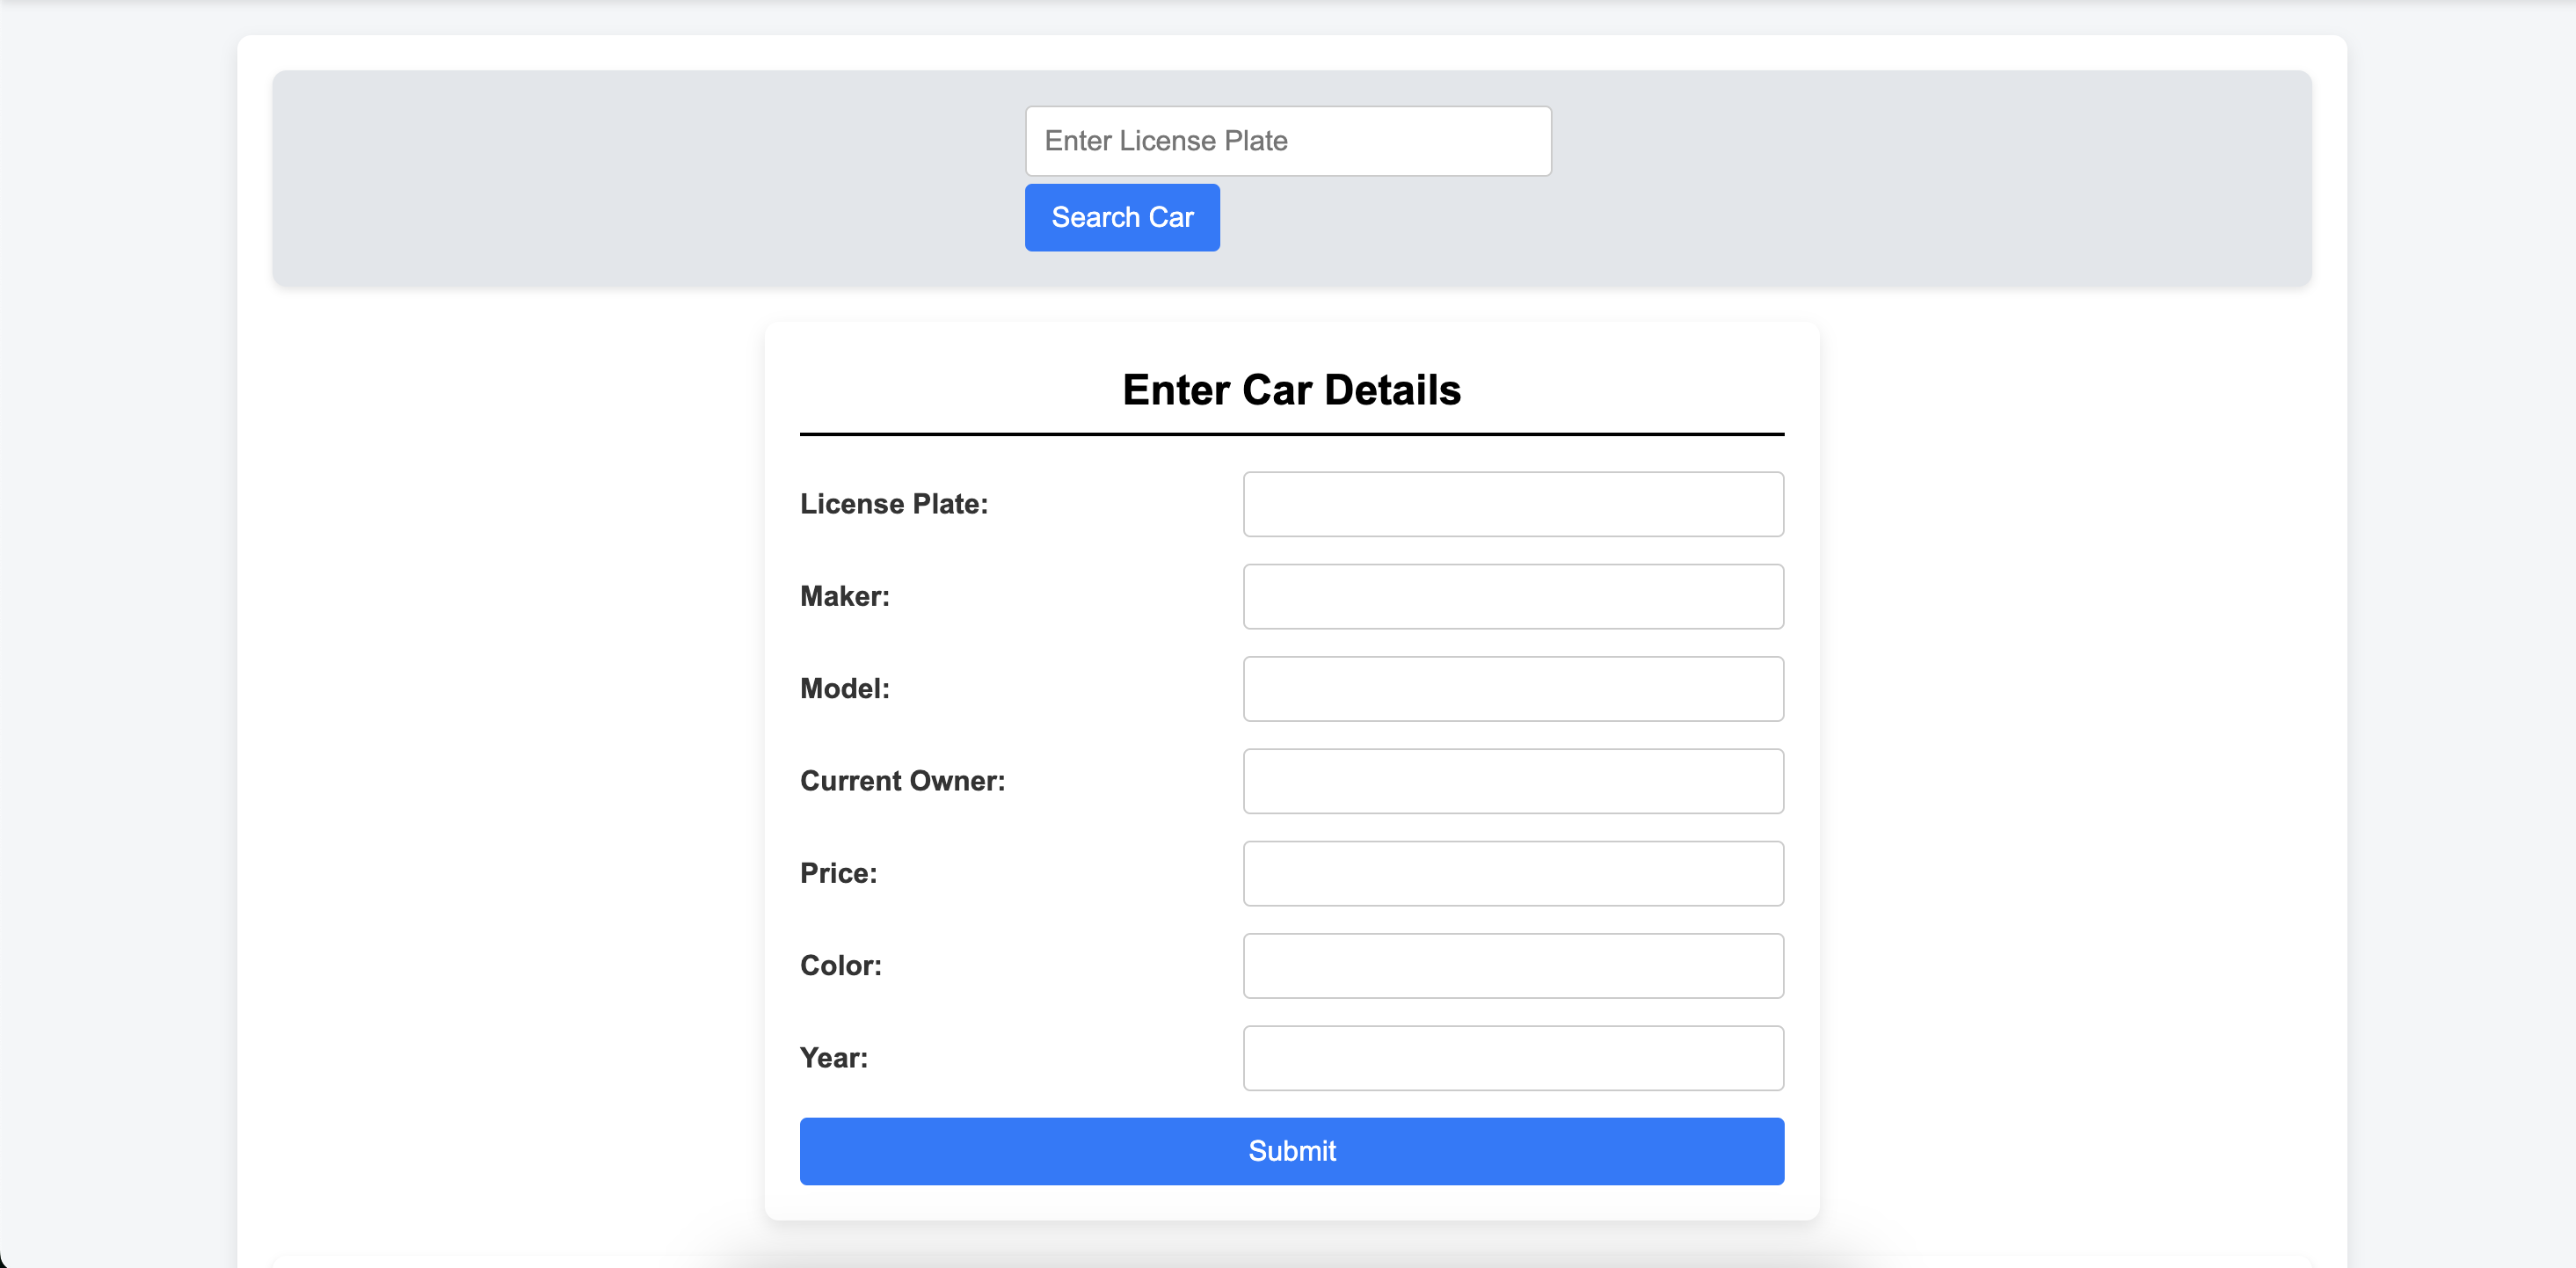 Enter License Plate
Search Car
Enter Car Details
License Plate:
Maker:
Model:
Current Owner:
Price:
Color:
Year:
Submit